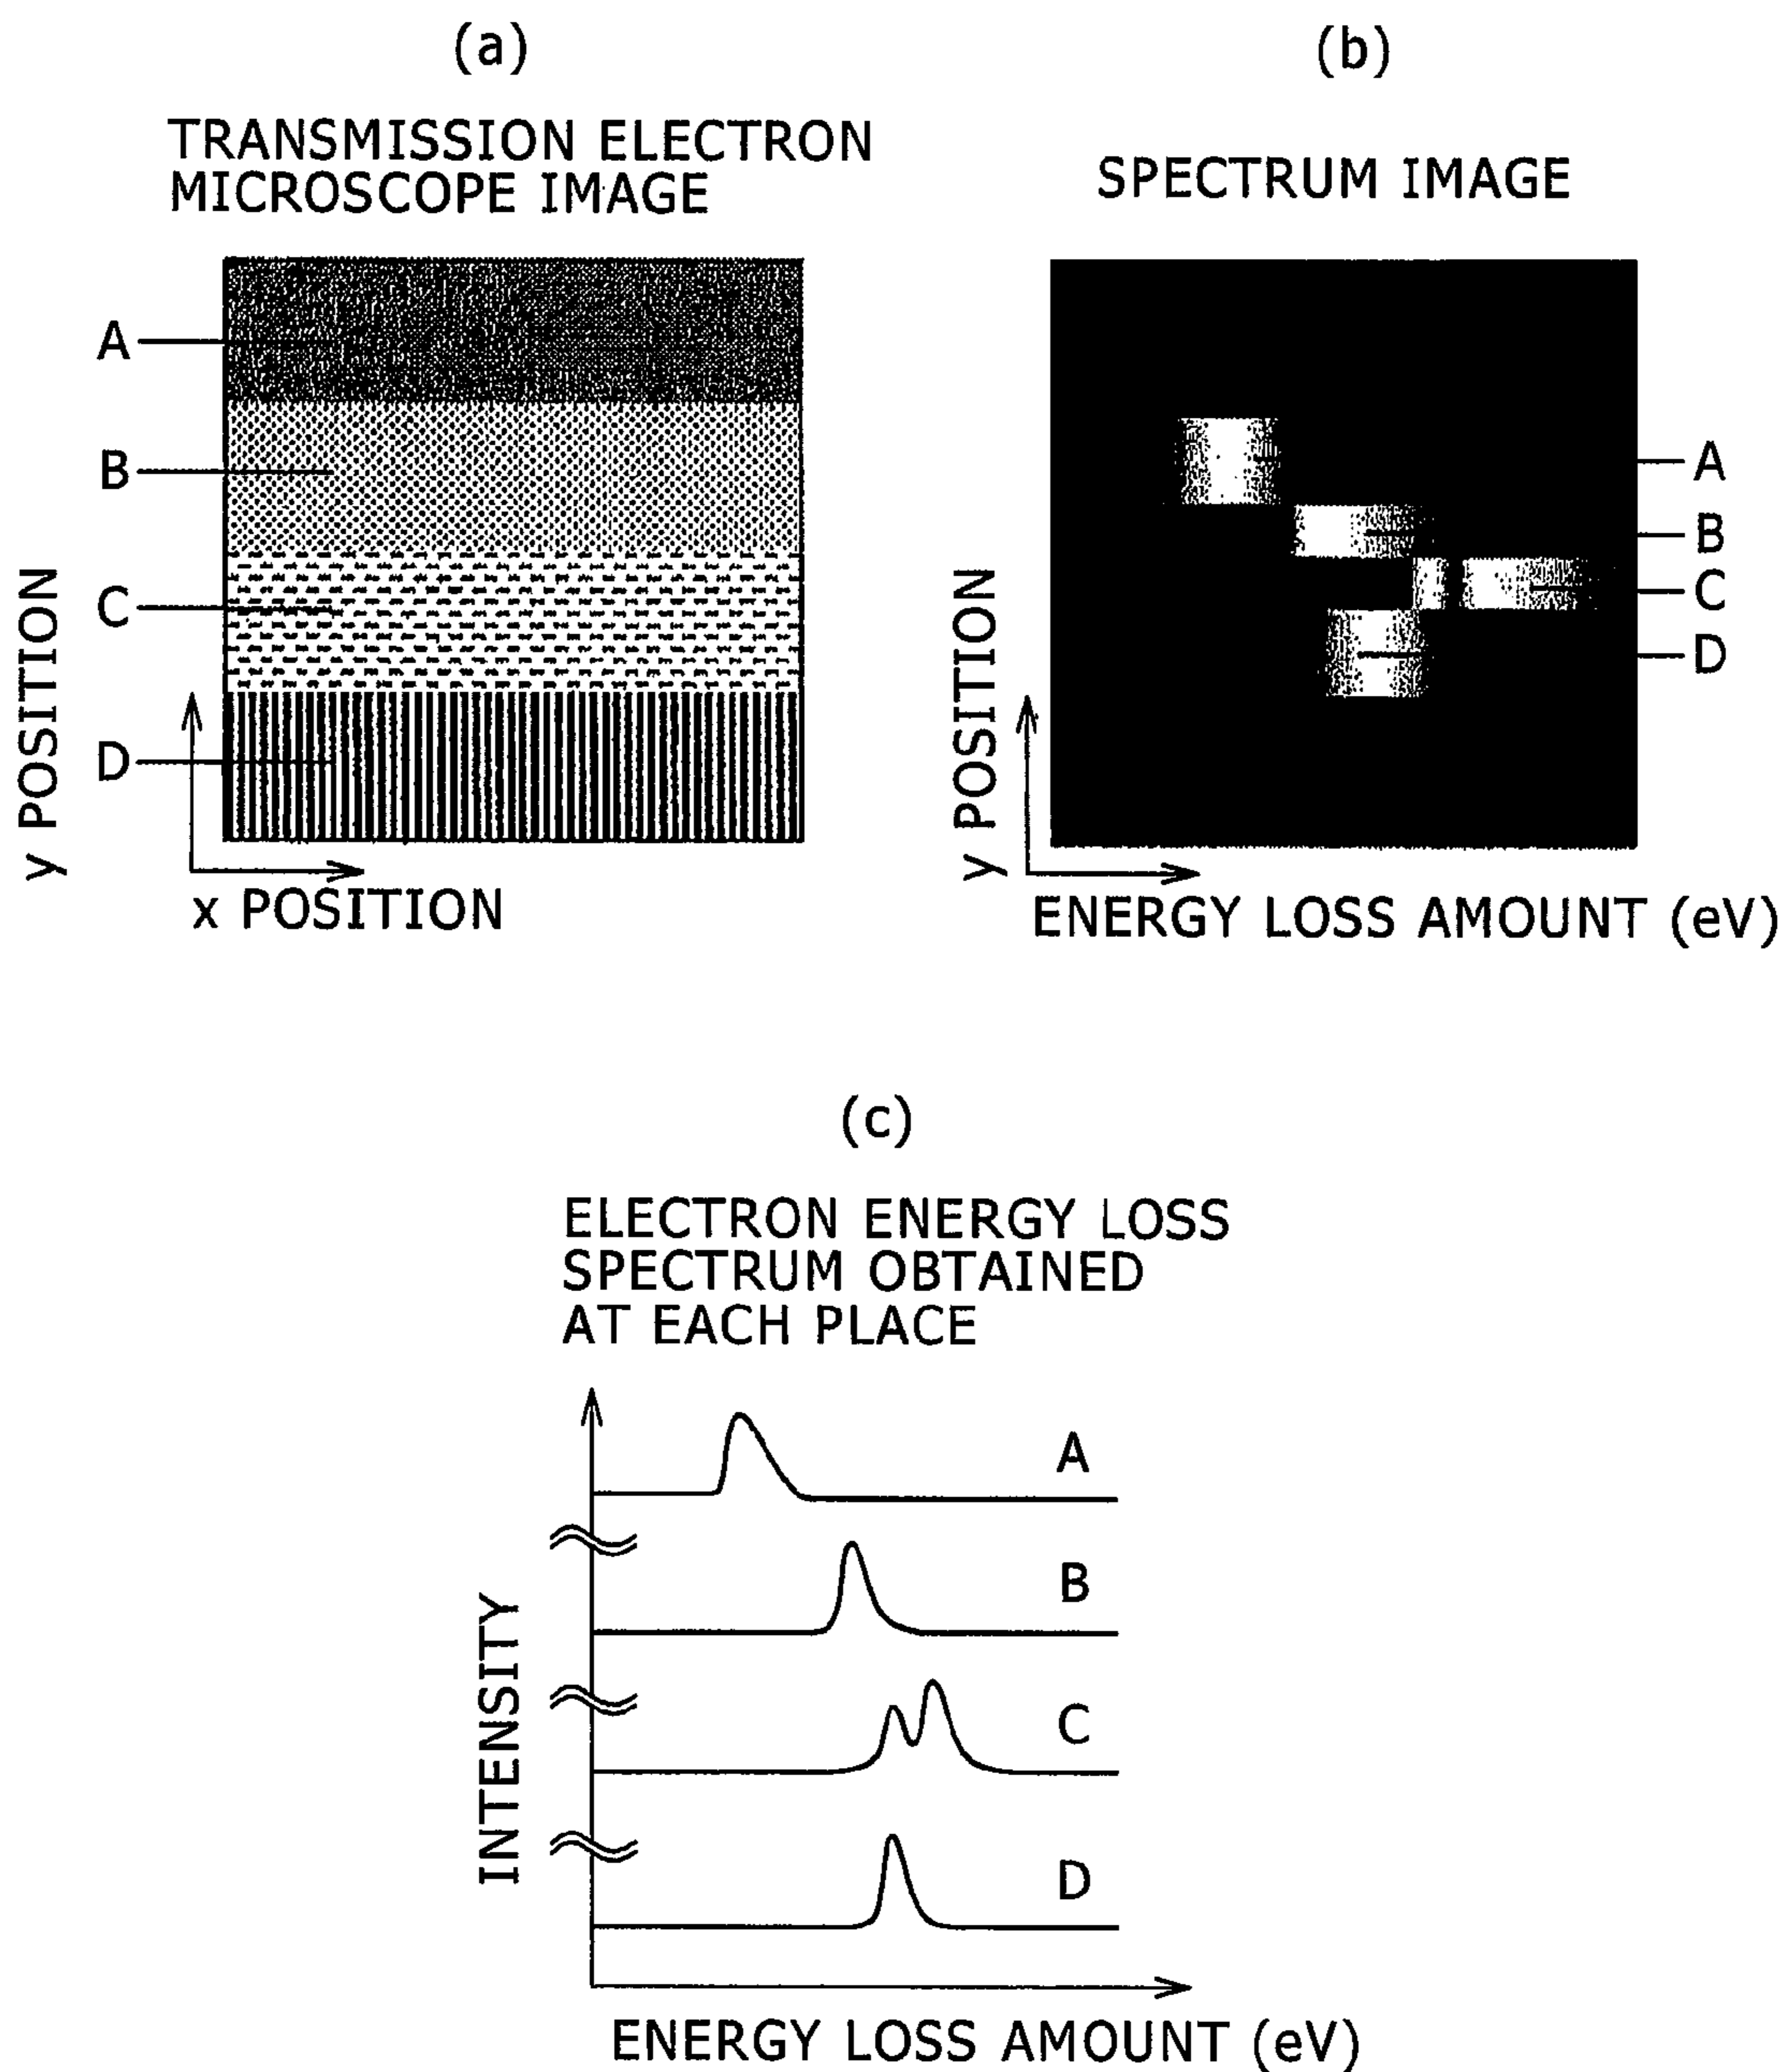 (a)
TRANSMISSION ELECTRON
MICROSCOPE IMAGE
A
B
C
D
y POSITION
x POSITION
(b)
SPECTRUM IMAGE
A
B
C
D
y POSITION
ENERGY LOSS AMOUNT (eV)
(c)
ELECTRON ENERGY LOSS
SPECTRUM OBTAINED
AT EACH PLACE
A
B
C
D
INTENSITY
ENERGY LOSS AMOUNT (eV)